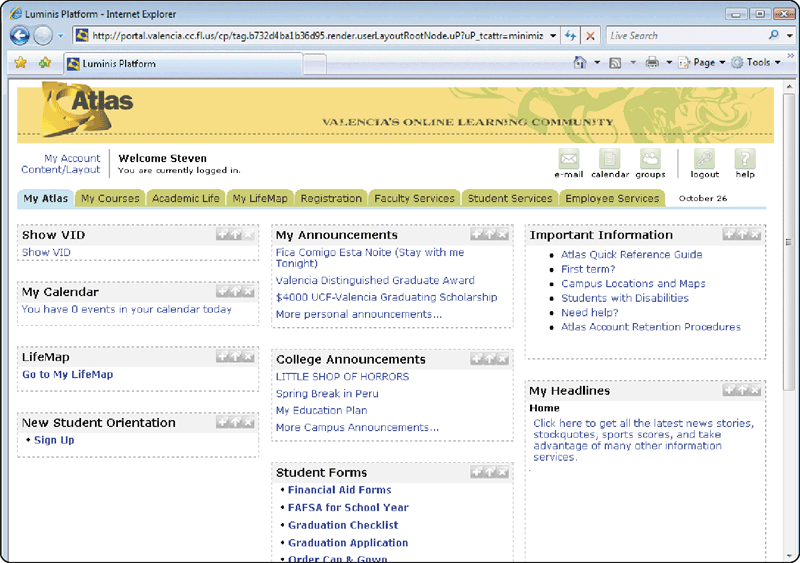 Luminis Platform - Internet Explorer
http://portal.valencia.cc.fl.us/cp/tag.b732d4ba1b36d95.render.userLayoutRootNode.uP?uP_tcattr=minimiz
Live Search
Luminis Platform
Page
Tools
Atlas
VALENCIA'S ONLINE LEARNING COMMUNITY
My Account
Content/Layout
Welcome Steven
You are currently logged in.
e-mail calendar groups logout help
My Atlas My Courses Academic Life My LifeMap Registration Faculty Services Student Services Employee Services October 26
Show VID
Show VID
My Calendar
You have 0 events in your calendar today
LifeMap
Go to My LifeMap
New Student Orientation
• Sign Up
My Announcements
Fica Comigo Esta Noite (Stay with me
Tonight)
Valencia Distinguished Graduate Award
$4000 UCF-Valencia Graduating Scholarship
More personal announcements...
College Announcements
LITTLE SHOP OF HORRORS
Spring Break in Peru
My Education Plan
More Campus Announcements...
Student Forms
• Financial Aid Forms
• FAFSA for School Year
• Graduation Checklist
• Graduation Application
• Order Cap & Gown
Important Information
• Atlas Quick Reference Guide
• First term?
• Campus Locations and Maps
• Students with Disabilities
• Need help?
• Atlas Account Retention Procedures
My Headlines
Home
Click here to get all the latest news stories,
stockquotes, sports scores, and take
advantage of many other information
services.